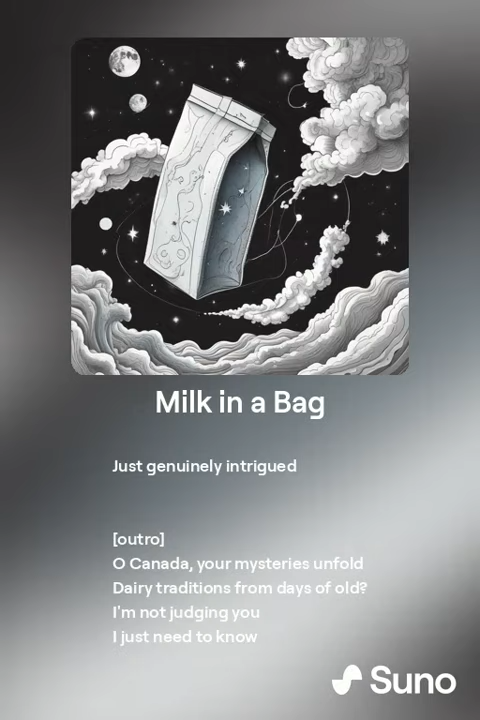 Milk in a Bag
Just genuinely intrigued
[outro]
O Canada, your mysteries unfold
Dairy traditions from days of old?
I'm not judging you
I just need to know
Suno